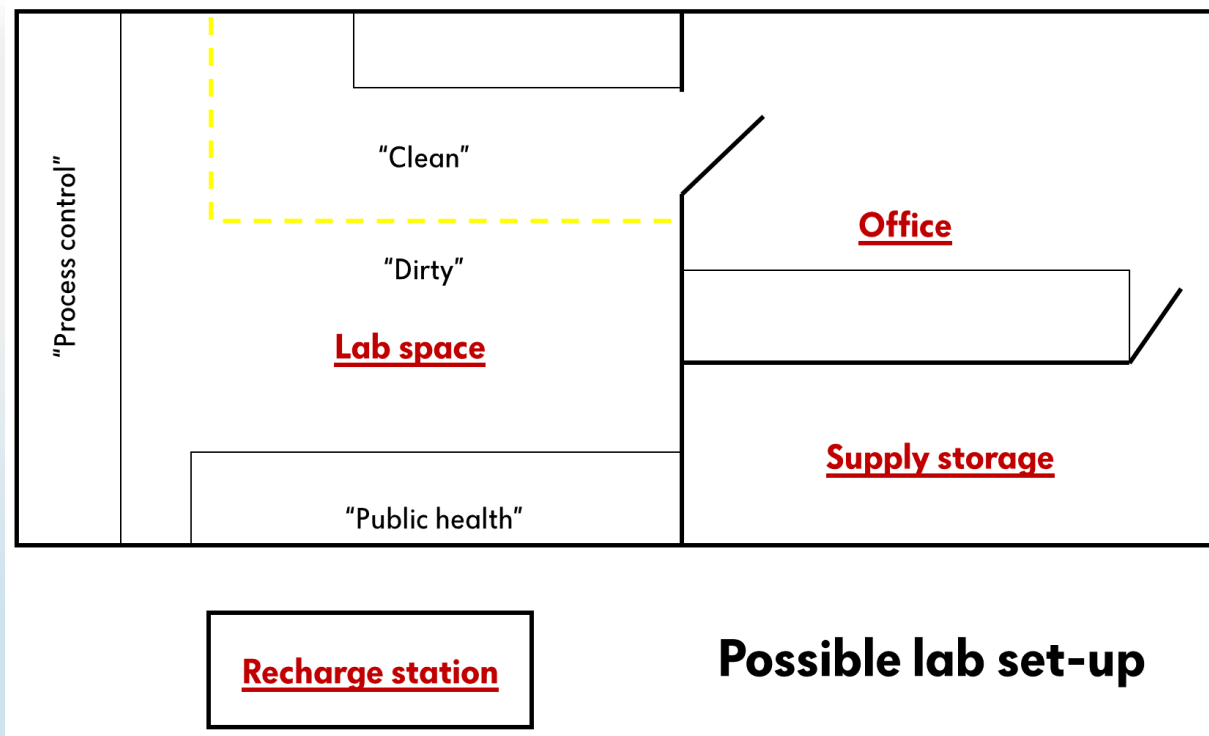 “Process control”
“Clean”
“Dirty”
Lab space
“Public health”
Office
Supply storage
Recharge station
Possible lab set-up